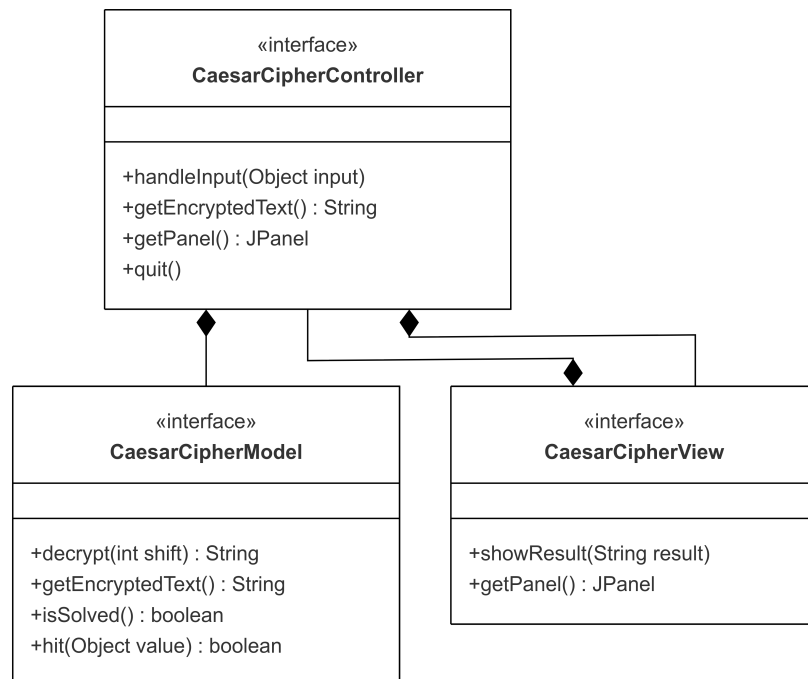 «interface»
CaesarCipherController
+handleInput(Object input)
+getEncryptedText() : String
+getPanel() : JPanel
+quit()
«interface»
CaesarCipherModel
+decrypt(int shift) : String
+getEncryptedText() : String
+isSolved() : boolean
+hit(Object value) : boolean
«interface»
CaesarCipherView
+showResult(String result)
+getPanel() : JPanel